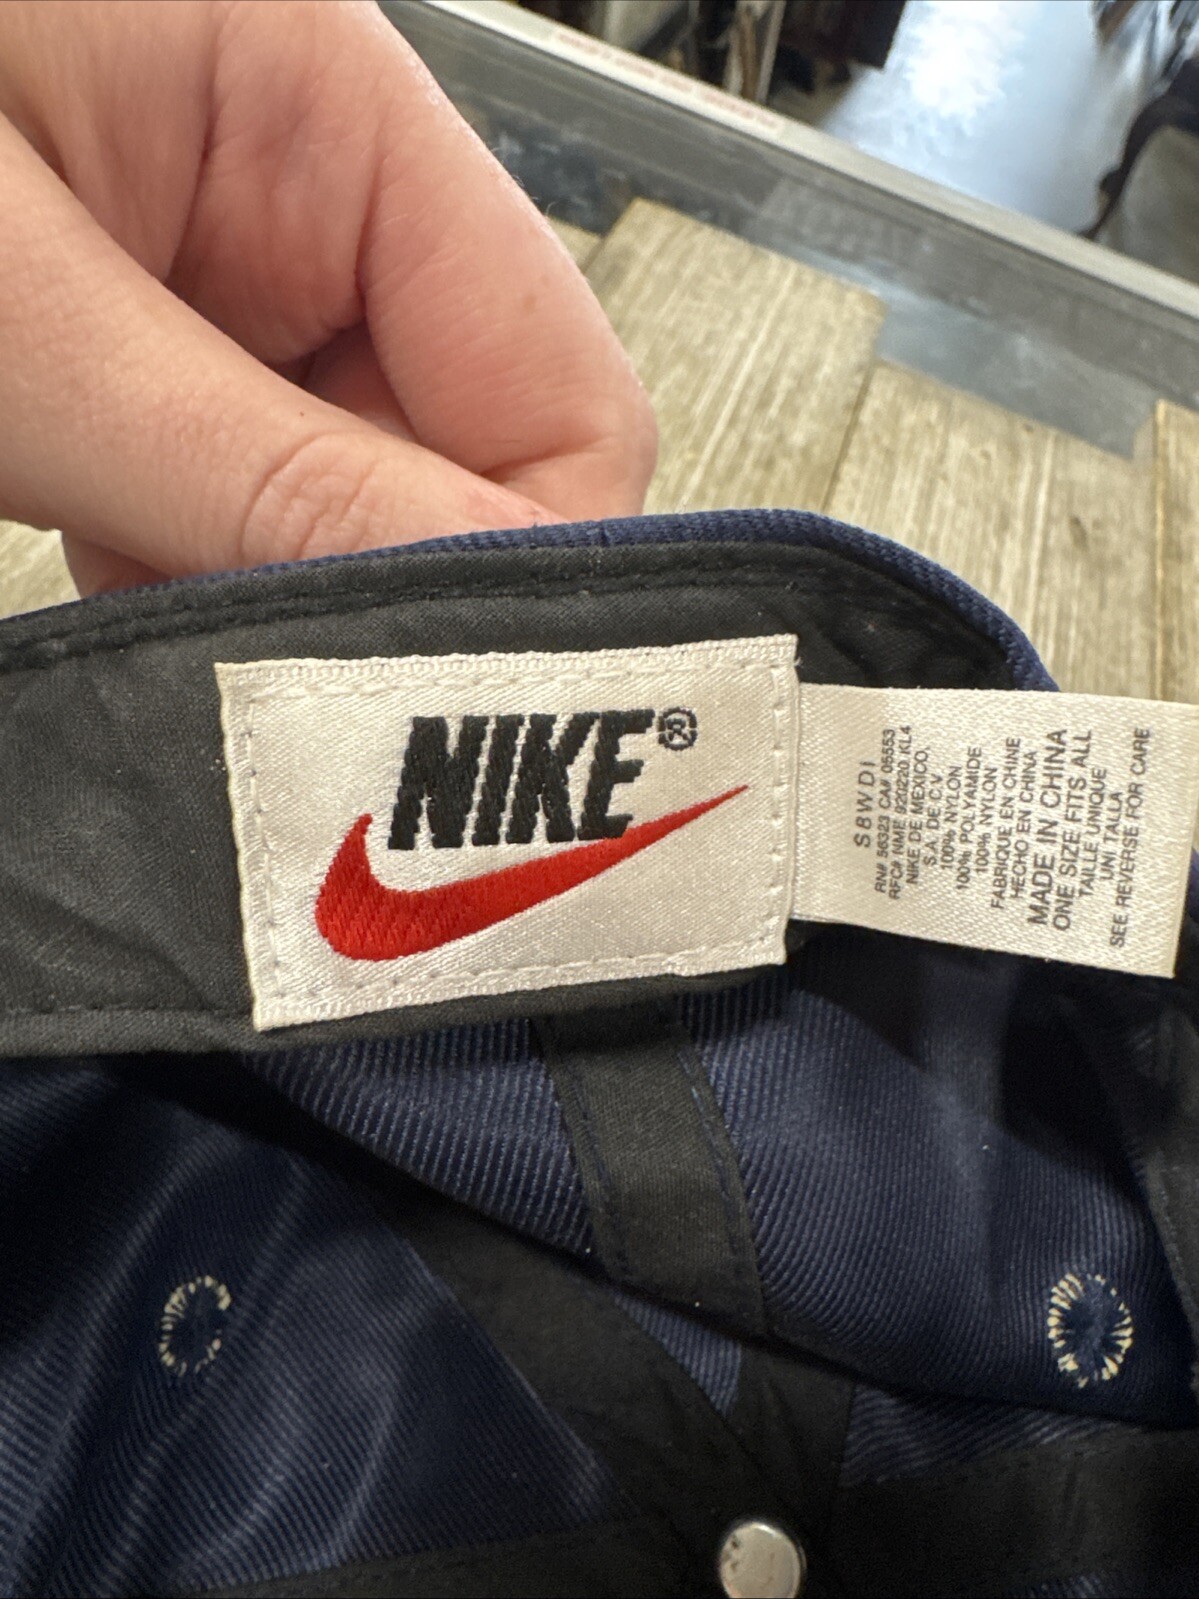 NIKE®
S8WDI
RN# 56323 CA# 05553
RFC# NME 920220 KL4
NIKE DE MEXICO,
S.A. DE C.V.
100% NYLON
100% POLYAMIDE
100% NYLON
FABRIQUE EN CHINE
HECHO EN CHINA
MADE IN CHINA
ONE SIZE FITS ALL
TAILLE UNIQUE
UNI TALLA
SEE REVERSE FOR CARE